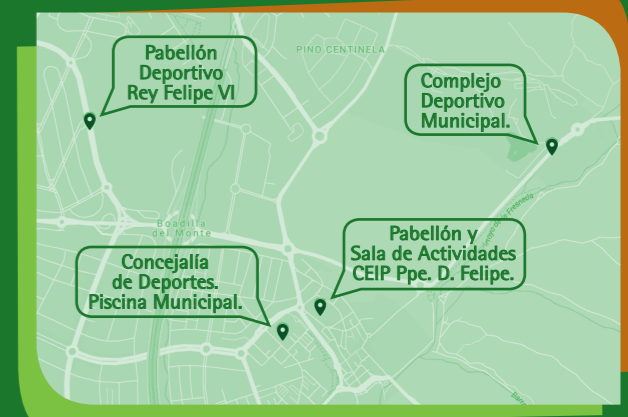 Pabellón
Deportivo
Rey Felipe VI
PINO CENTINELA
Complejo
Deportivo
Municipal.
Boadilla
del Monte
Pabellón y
Sala de Actividades
CEIP Ppe. D. Felipe.
Concejalía
de Deportes.
Piscina Municipal.